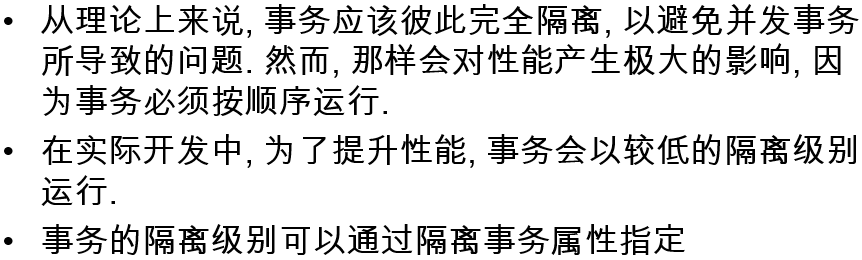 • 从理论上来说, 事务应该彼此完全隔离, 以避免并发事务
所导致的问题. 然而, 那样会对性能产生极大的影响, 因
为事务必须按顺序运行.
• 在实际开发中, 为了提升性能, 事务会以较低的隔离级别
运行.
• 事务的隔离级别可以通过隔离事务属性指定